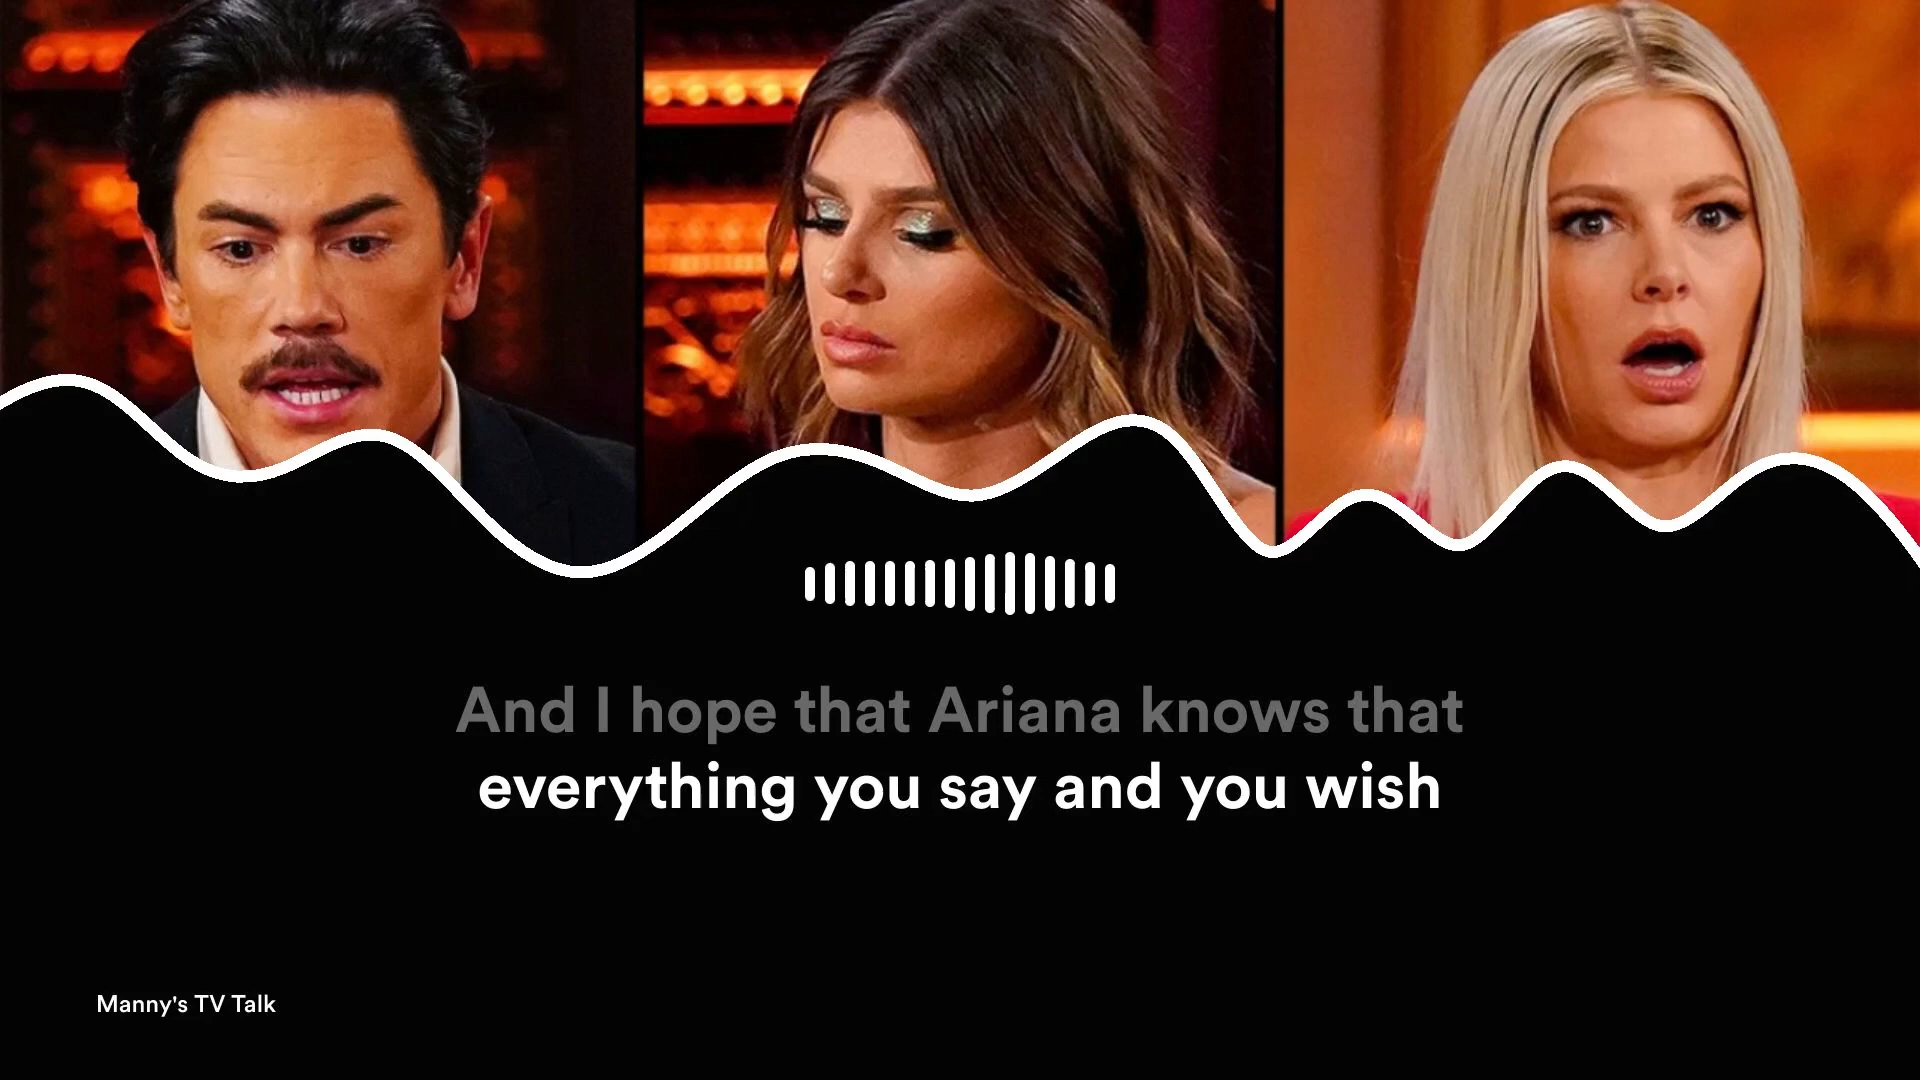 And I hope that Ariana knows that
everything you say and you wish
Manny's TV Talk